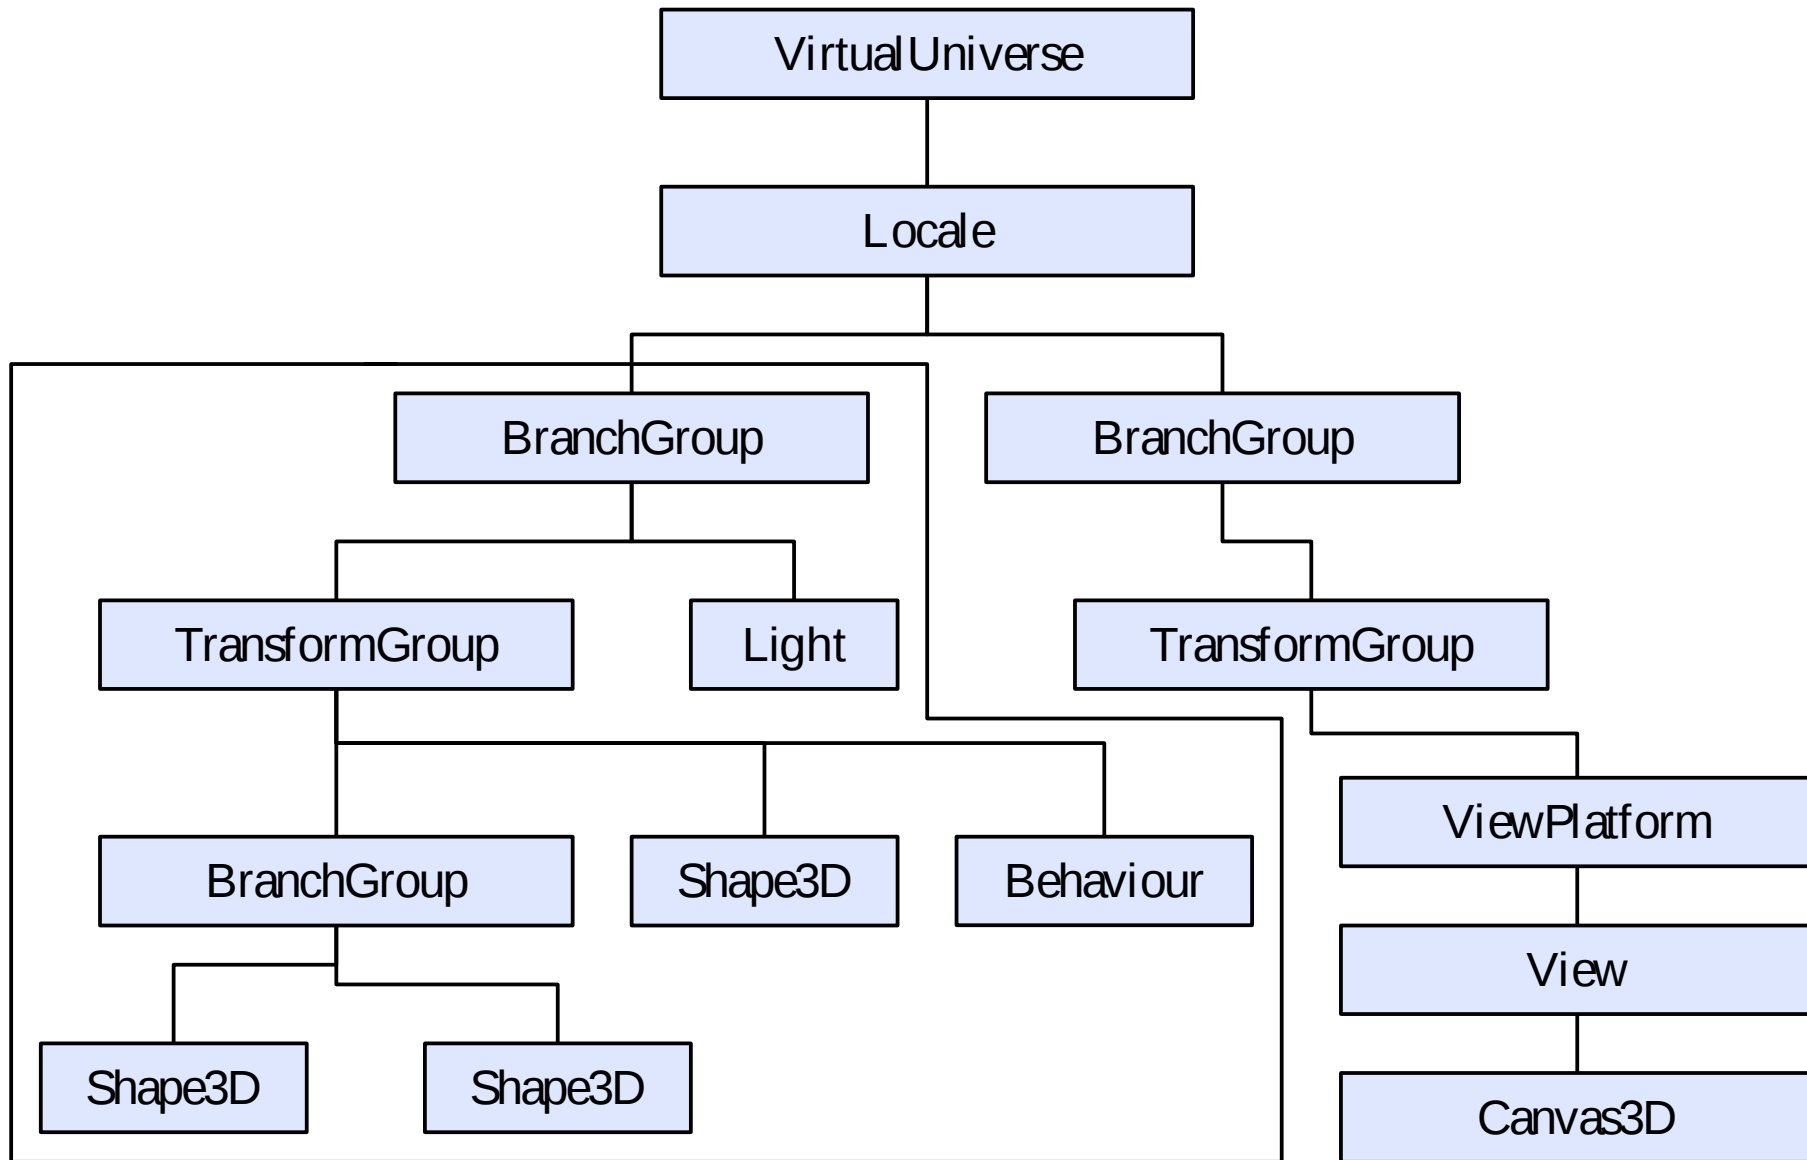 VirtualUniverse
Locale
BranchGroup
BranchGroup
TransformGroup
Light
TransformGroup
ViewPlatform
BranchGroup
Shape3D
Behaviour
View
Shape3D
Shape3D
Canvas3D